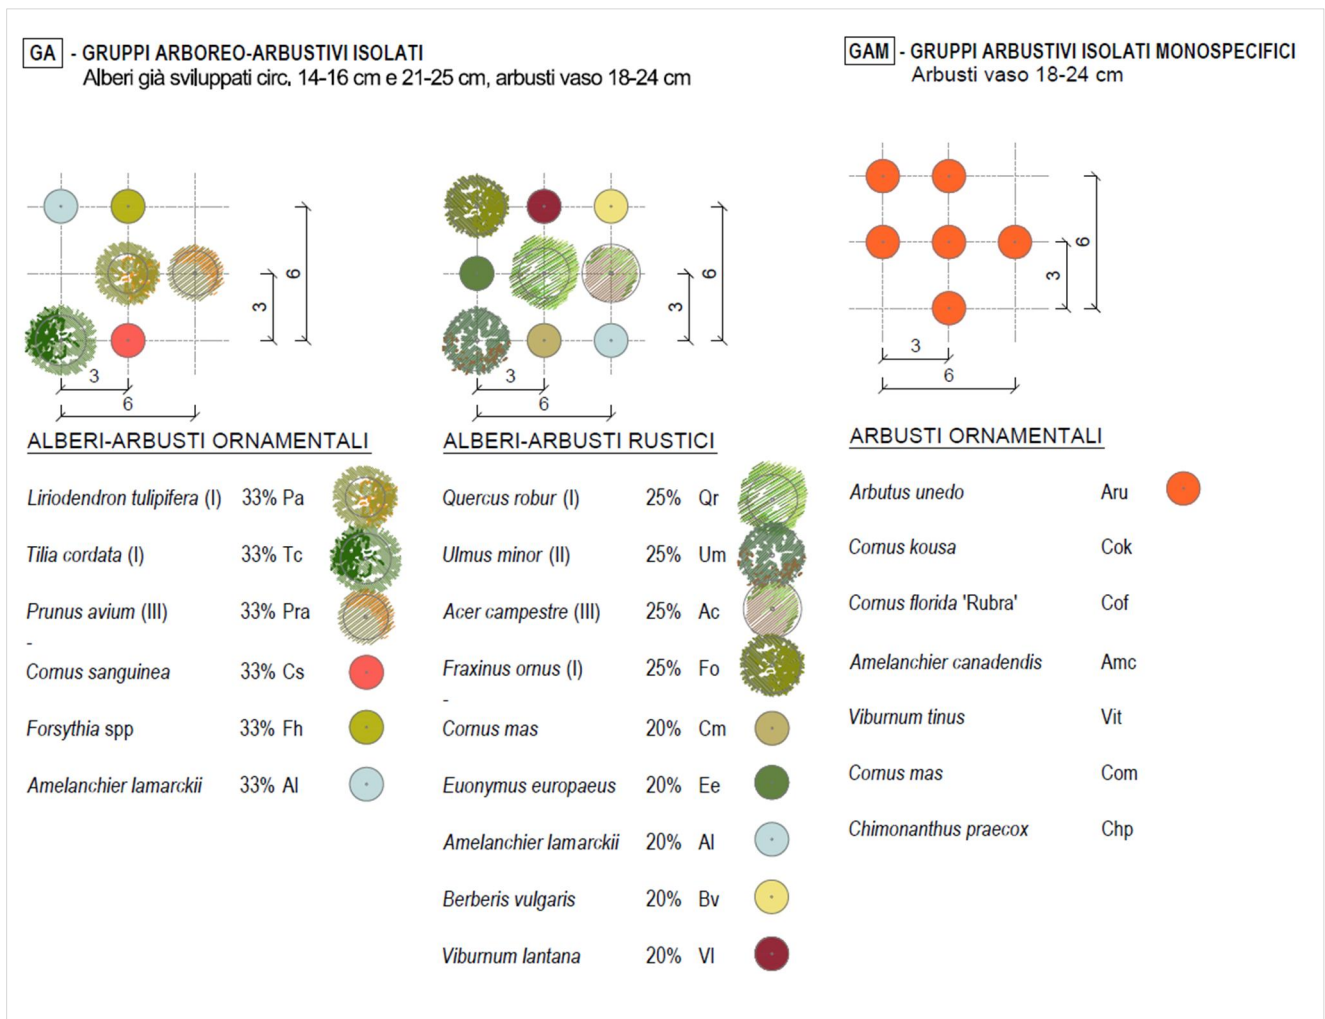 GA - GRUPPI ARBOREO-ARBUSTIVI ISOLATI
Alberi già sviluppati circ. 14-16 cm e 21-25 cm, arbusti vaso 18-24 cm
6
3
3
6
ALBERI-ARBUSTI ORNAMENTALI
Liriodendron tulipifera (I) 33% Pa
Tilia cordata (I) 33% Tc
Prunus avium (III) 33% Pra
-
Cornus sanguinea 33% Cs
Forsythia spp 33% Fh
Amelanchier lamarckii 33% Al
6
3
3
6
ALBERI-ARBUSTI RUSTICI
Quercus robur (I) 25% Qr
Ulmus minor (II) 25% Um
Acer campestre (III) 25% Ac
Fraxinus ornus (I) 25% Fo
-
Cornus mas 20% Cm
Euonymus europaeus 20% Ee
Amelanchier lamarckii 20% Al
Berberis vulgaris 20% Bv
Viburnum lantana 20% Vl
GAM - GRUPPI ARBUSTIVI ISOLATI MONOSPECIFICI
Arbusti vaso 18-24 cm
6
3
3
6
ARBUSTI ORNAMENTALI
Arbutus unedo Aru
Cornus kousa Cok
Cornus florida 'Rubra' Cof
Amelanchier canadendis Amc
Viburnum tinus Vit
Cornus mas Com
Chimonanthus praecox Chp